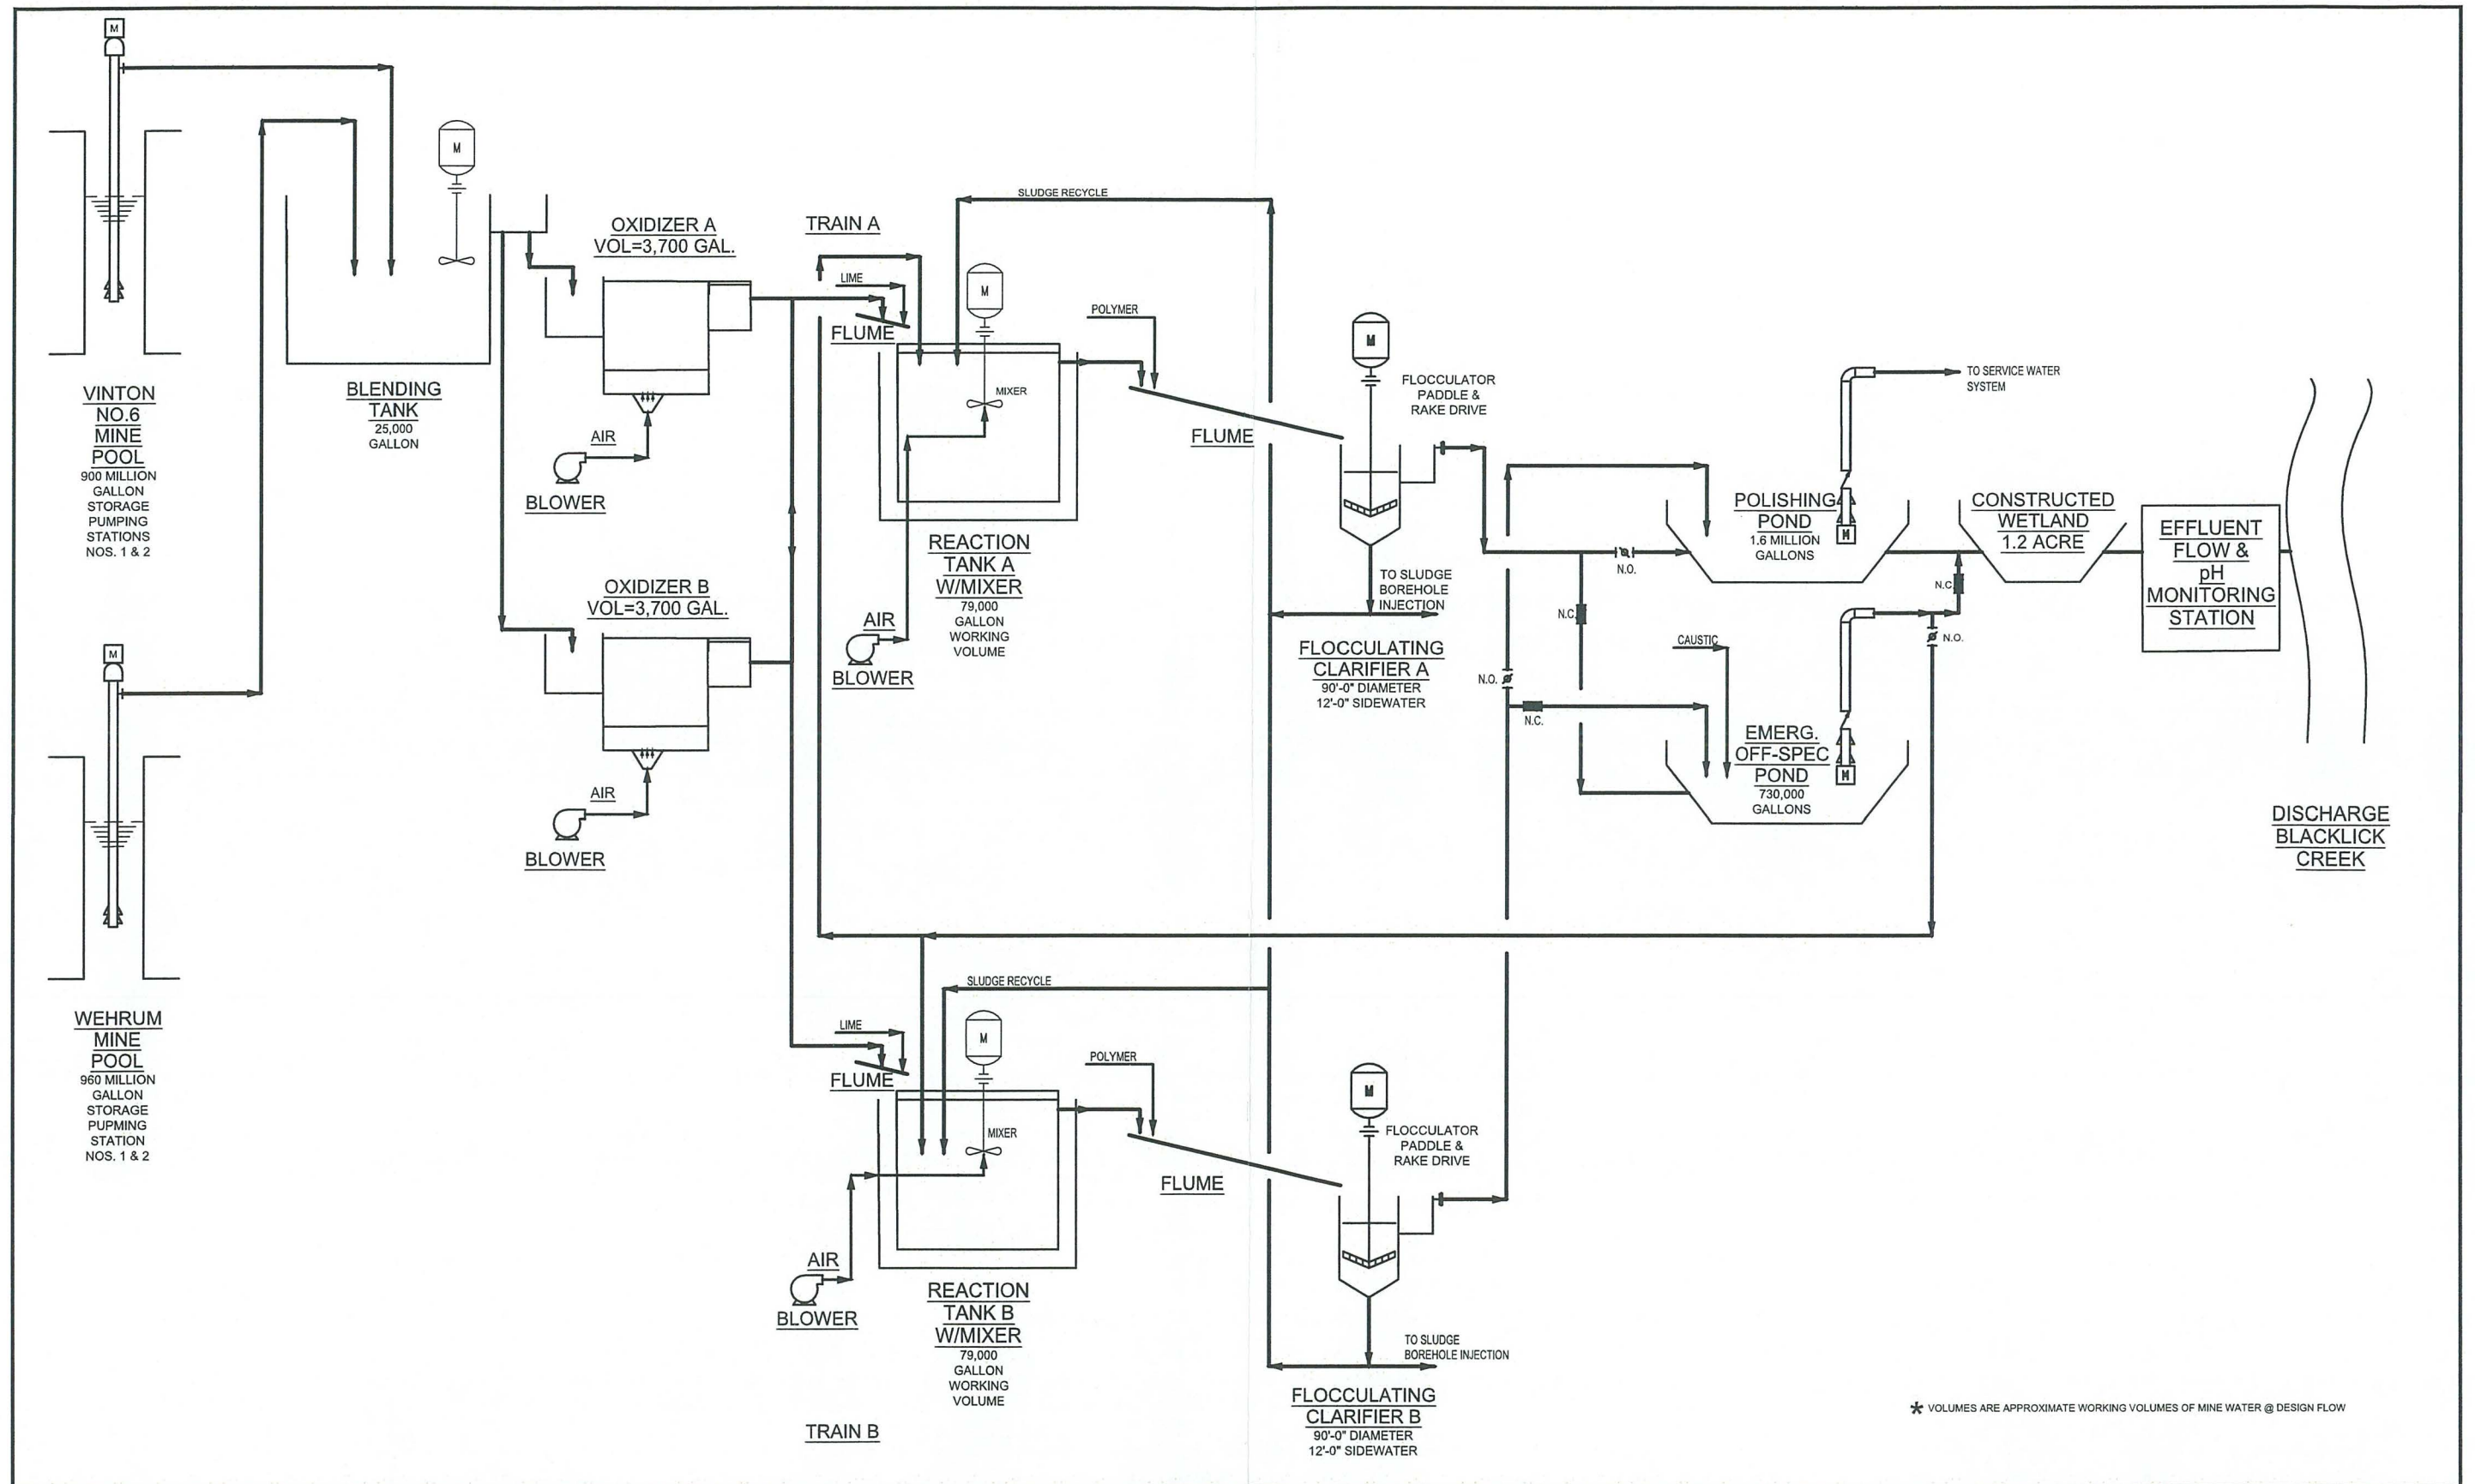 M
VINTON
NO.6
MINE
POOL
900 MILLION
GALLON
STORAGE
PUMPING
STATIONS
NOS. 1 & 2
M
WEHRUM
MINE
POOL
960 MILLION
GALLON
STORAGE
PUPMING
STATION
NOS. 1 & 2
M
BLENDING
TANK
25,000
GALLON
OXIDIZER A
VOL=3,700 GAL.
AIR
BLOWER
OXIDIZER B
VOL=3,700 GAL.
AIR
BLOWER
TRAIN A
LIME
FLUME
SLUDGE RECYCLE
M
MIXER
AIR
BLOWER
REACTION
TANK A
W/MIXER
79,000
GALLON
WORKING
VOLUME
POLYMER
FLUME
M
FLOCCULATOR
PADDLE &
RAKE DRIVE
TO SLUDGE
BOREHOLE
INJECTION
FLOCCULATING
CLARIFIER A
90'-0" DIAMETER
12'-0" SIDEWATER
N.O.
N.C.
N.O.
N.C.
TO SERVICE WATER
SYSTEM
POLISHING
POND
1.6 MILLION
GALLONS
M
CAUSTIC
EMERG.
OFF-SPEC
POND
730,000
GALLONS
M
N.C.
N.O.
CONSTRUCTED
WETLAND
1.2 ACRE
EFFLUENT
FLOW &
pH
MONITORING
STATION
DISCHARGE
BLACKLICK
CREEK
LIME
FLUME
SLUDGE RECYCLE
M
MIXER
AIR
BLOWER
REACTION
TANK B
W/MIXER
79,000
GALLON
WORKING
VOLUME
TRAIN B
POLYMER
FLUME
M
FLOCCULATOR
PADDLE &
RAKE DRIVE
TO SLUDGE
BOREHOLE INJECTION
FLOCCULATING
CLARIFIER B
90'-0" DIAMETER
12'-0" SIDEWATER
* VOLUMES ARE APPROXIMATE WORKING VOLUMES OF MINE WATER @ DESIGN FLOW